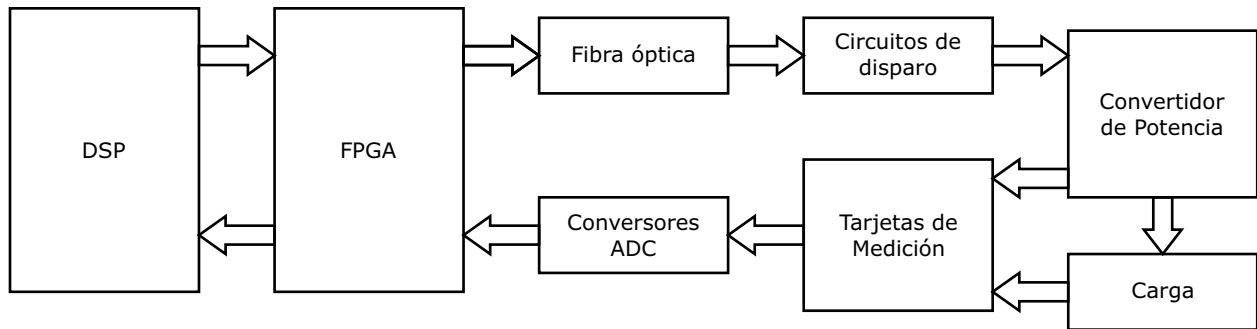 DSP
FPGA
Fibra óptica
Circuitos de
disparo
Convertidor
de Potencia
Conversores
ADC
Tarjetas de
Medición
Carga